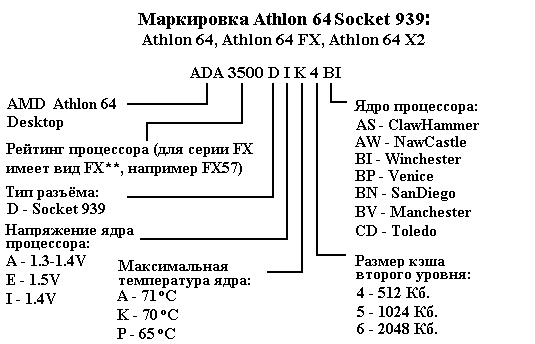 Маркировка Athlon 64 Socket 939:
Athlon 64, Athlon 64 FX, Athlon 64 X2
ADA 3500 D I K 4 BI
AMD Athlon 64
Desktop
Рейтинг процессора (для серии FX
имеет вид FX**, например FX57)
Тип разъёма:
D - Socket 939
Напряжение ядра
процессора:
A - 1.3-1.4V
E - 1.5V
I - 1.4V
Максимальная
температура ядра:
A - 71°C
K - 70°C
P - 65°C
Ядро процессора:
AS - ClawHammer
AW - NawCastle
BI - Winchester
BP - Venice
BN - SanDiego
BV - Manchester
CD - Toledo
Размер кэша
второго уровня:
4 - 512 Кб.
5 - 1024 Кб.
6 - 2048 Кб.